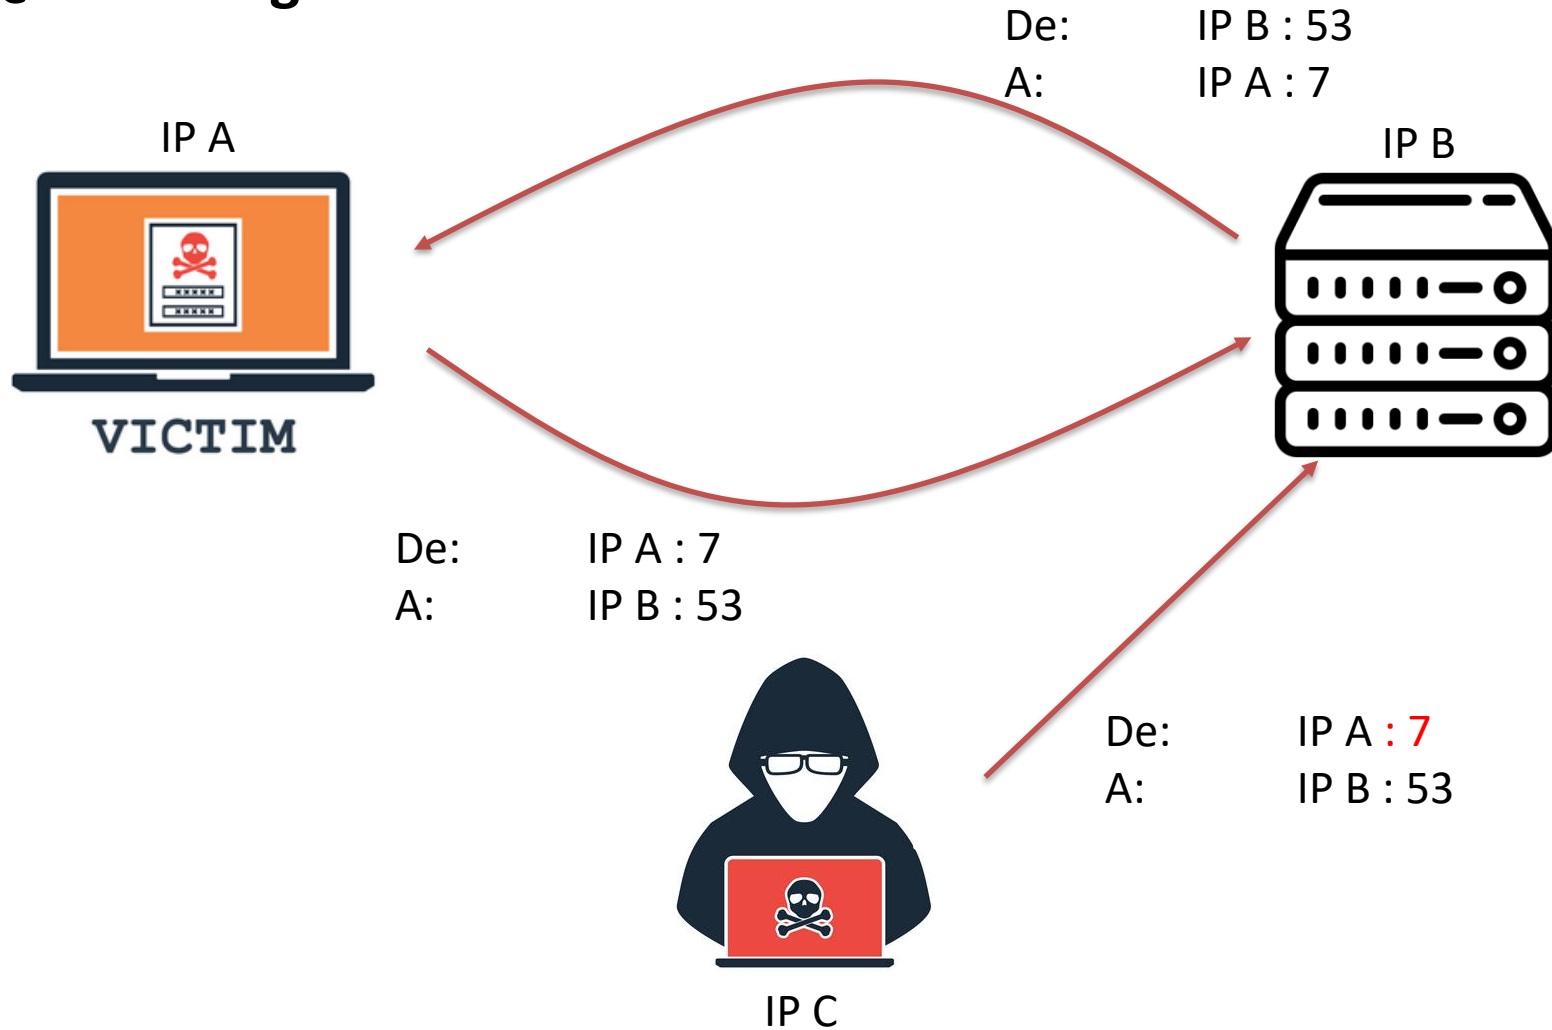 De: IP B : 53
A: IP A : 7
IP A
IP B
VICTIM
De: IP A : 7
A: IP B : 53
De: IP A : 7
A: IP B : 53
IP C